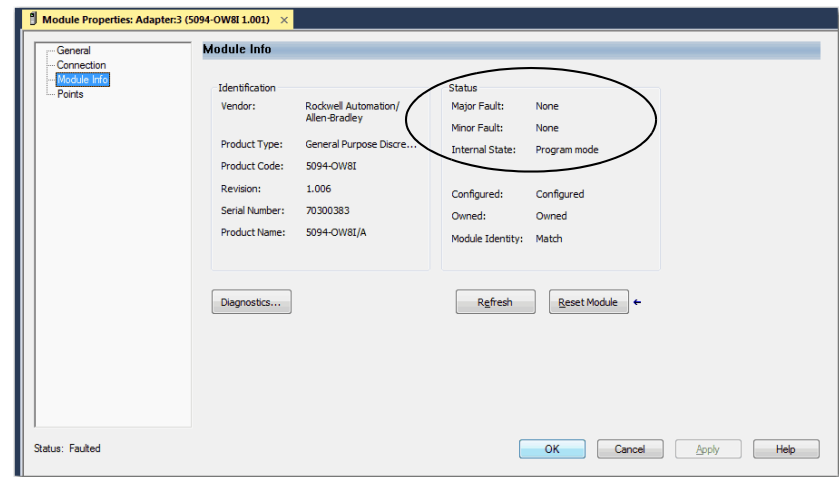 Module Properties: Adapter:3 (5094-OW8I 1.001) ×
General
Connection
Module Info
Points
Module Info
Identification
Vendor: Rockwell Automation/
Allen-Bradley
Product Type: General Purpose Discre...
Product Code: 5094-OW8I
Revision: 1.006
Serial Number: 70300383
Product Name: 5094-OW8I/A
Status
Major Fault: None
Minor Fault: None
Internal State: Program mode
Configured: Configured
Owned: Owned
Module Identity: Match
Diagnostics...
Refresh
Reset Module ←
Status: Faulted
OK
Cancel
Apply
Help